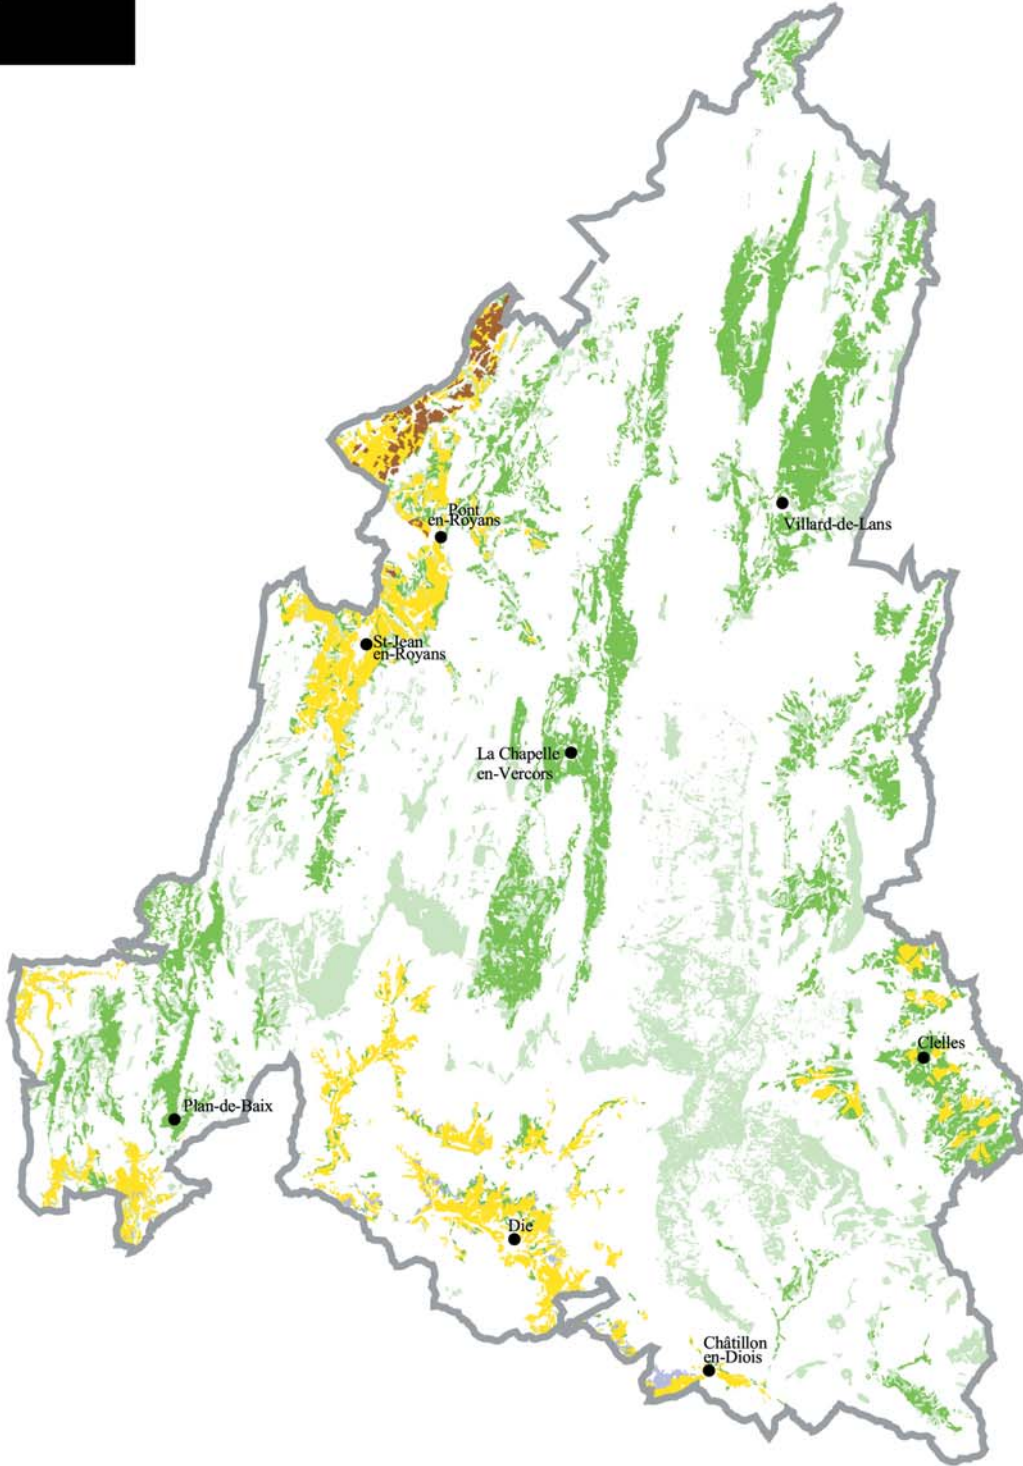 Pont
en-Royans
Villard-de-Lans
St-Jean
en-Royans
La Chapelle
en-Vercors
Clelles
Plan-de-Baix
Die
Châtillon
en-Diois